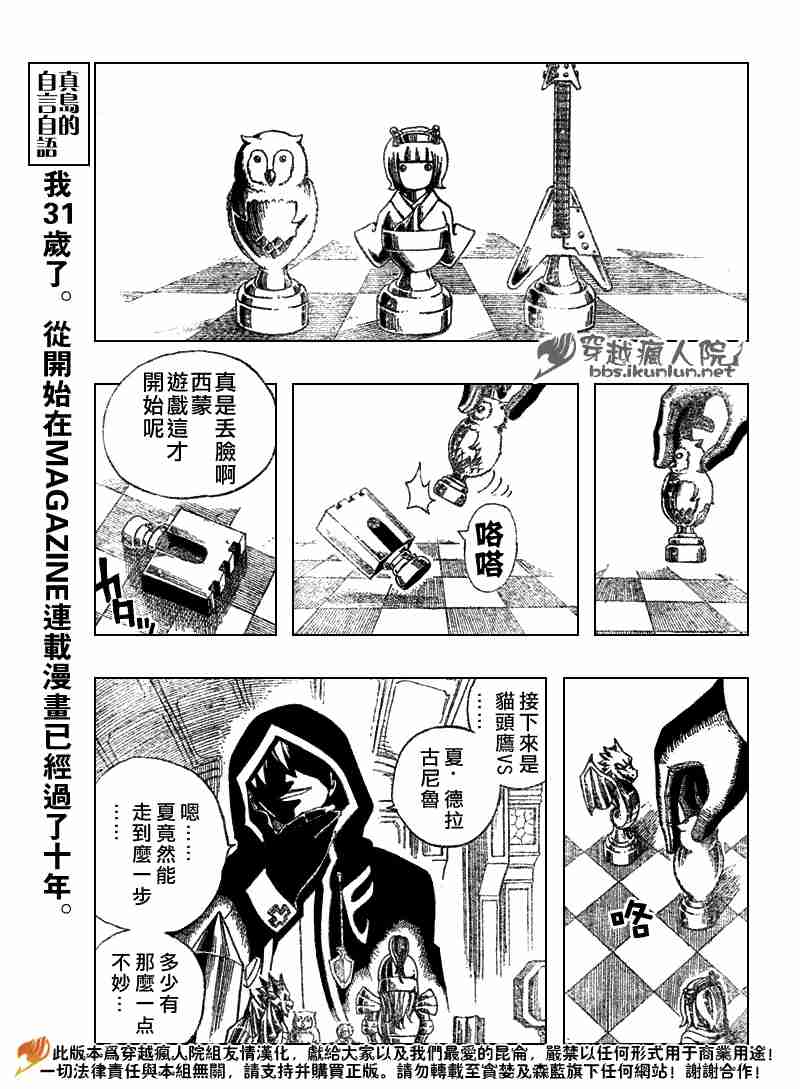 真島的
自言自語
我31歲了。從開始在MAGAZINE連載漫畫已經過了十年。
穿越瘋人院
bbs.ikunlun.net
咯嗒
真是丟臉啊
西蒙
遊戲這才
開始呢
カタッ
咯
接下來是
……
貓頭鷹VS
夏·德拉
古尼魯
嗯……
夏竟然能
走到麼一步
……
多少有
那麼一点
不妙…
此版本爲穿越瘋人院組友情漢化，獻給大家以及我們最愛的昆侖，嚴禁以任何形式用于商業用途！
一切法律責任與本組無關，請支持并購買正版。請勿轉載至貪婪及森藍旗下任何網站！謝謝合作！